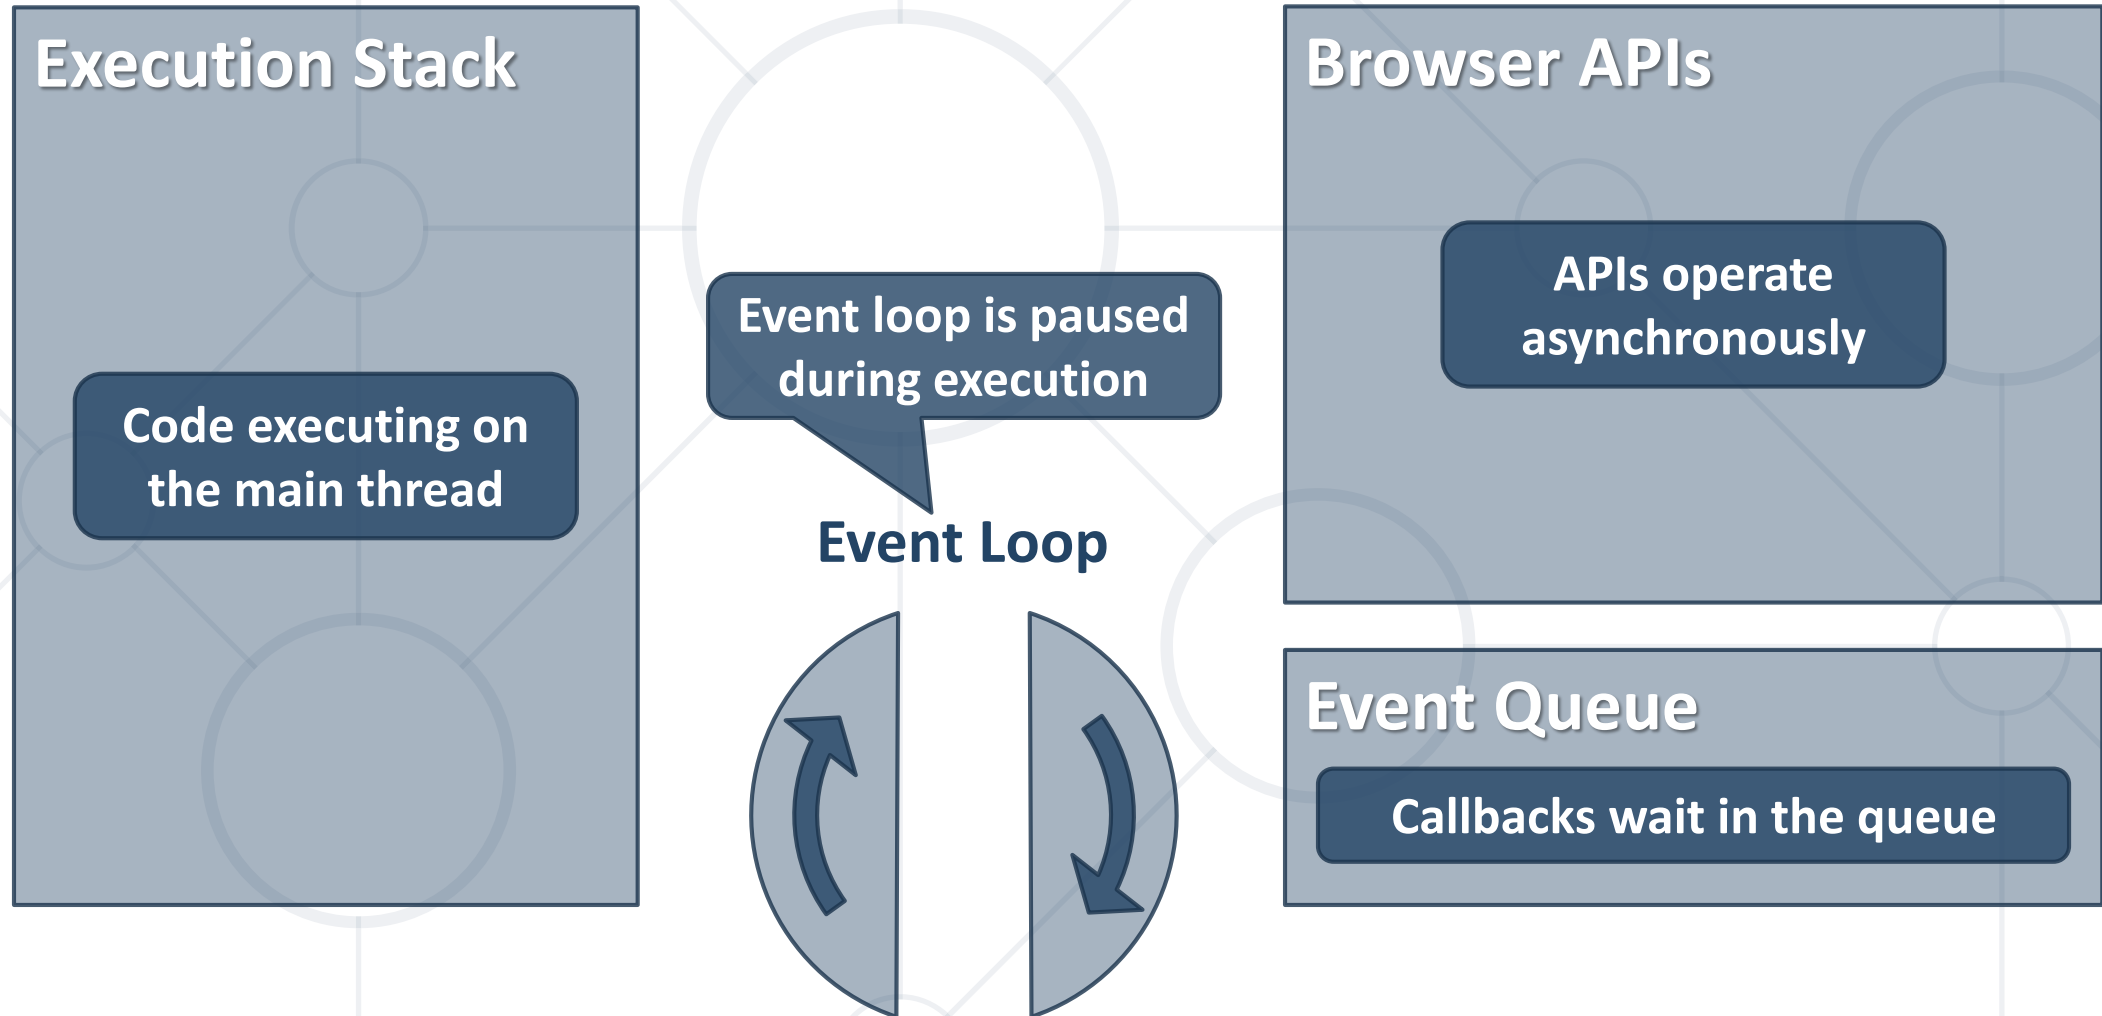 Execution Stack
Code executing on
the main thread
Event loop is paused
during execution
Event Loop
Browser APIs
APIs operate
asynchronously
Event Queue
Callbacks wait in the queue